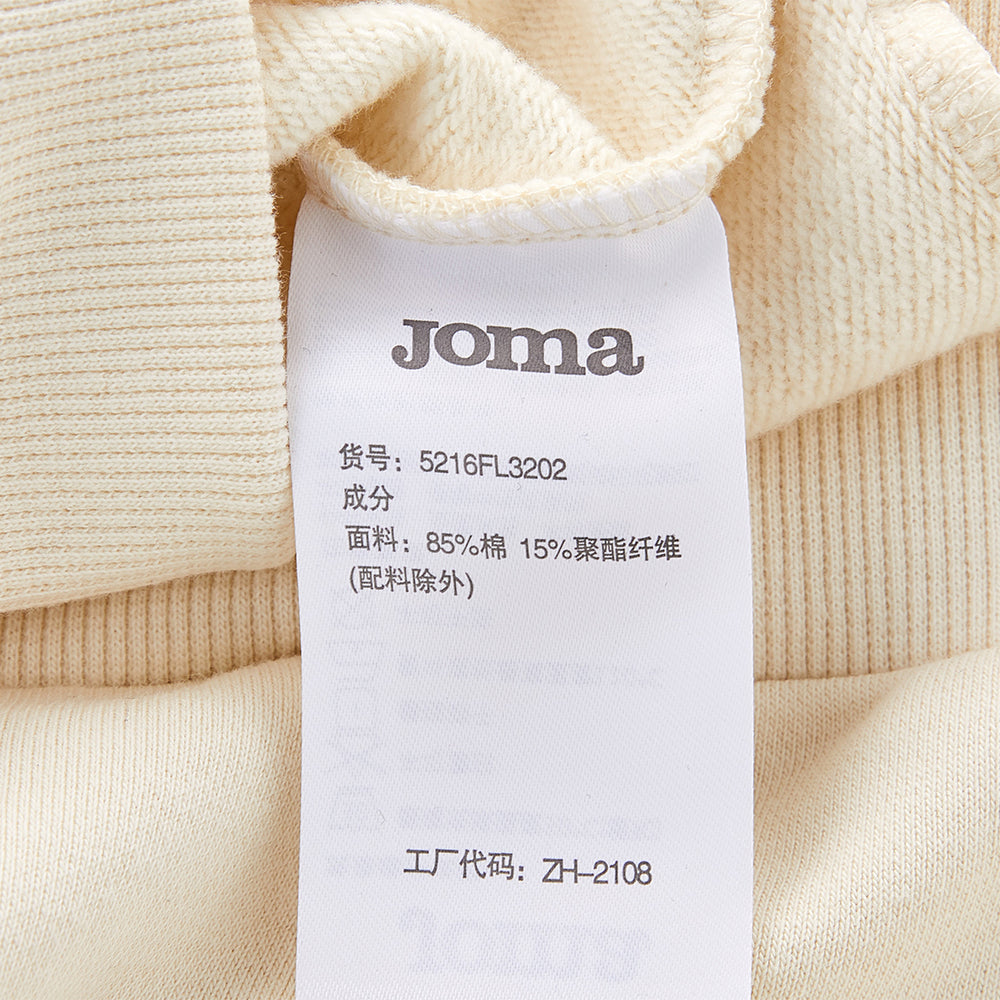 Joma
货号：5216FL3202
成分
面料：85%棉 15%聚酯纤维
(配料除外)
工厂代码：ZH-2108